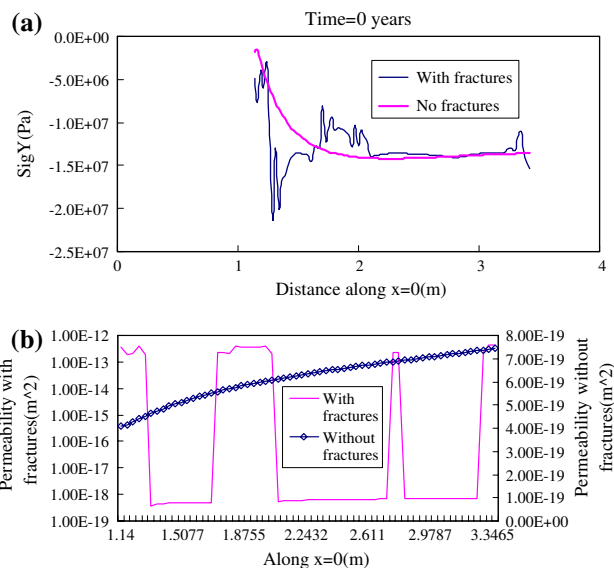 (a)
Time=0 years
0.0E+00
-5.0E+06
-1.0E+07
-1.5E+07
-2.0E+07
-2.5E+07
SigY(Pa)
With fractures
No fractures
0
1
2
3
4
Distance along x=0(m)
(b)
1.00E-12
1.00E-13
1.00E-14
1.00E-15
1.00E-16
1.00E-17
1.00E-18
1.00E-19
Permeability with
fractures(m^2)
With
fractures
Without
fractures
8.00E-19
7.00E-19
6.00E-19
5.00E-19
4.00E-19
3.00E-19
2.00E-19
1.00E-19
0.00E+00
Permeability without
fractures(m^2)
1.14
1.5077
1.8755
2.2432
2.611
2.9787
3.3465
Along x=0(m)